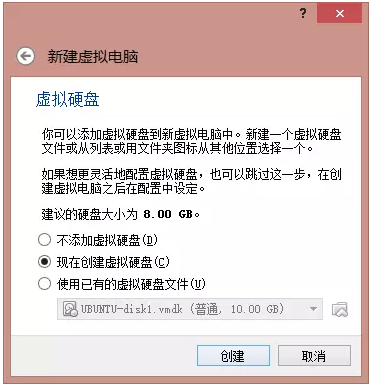 ?
新建虚拟电脑
虚拟硬盘
你可以添加虚拟硬盘到新虚拟电脑中。新建一个虚拟硬盘
文件或从列表或用文件夹图标从其他位置选择一个。
如果想更灵活地配置虚拟硬盘，也可以跳过这一步，在创
建虚拟电脑之后在配置中设定。
建议的硬盘大小为 8.00 GB。
不添加虚拟硬盘(D)
现在创建虚拟硬盘(C)
使用已有的虚拟硬盘文件(U)
UBUNTU-disk1.vmdk (普通, 10.00 GB)
创建
取消